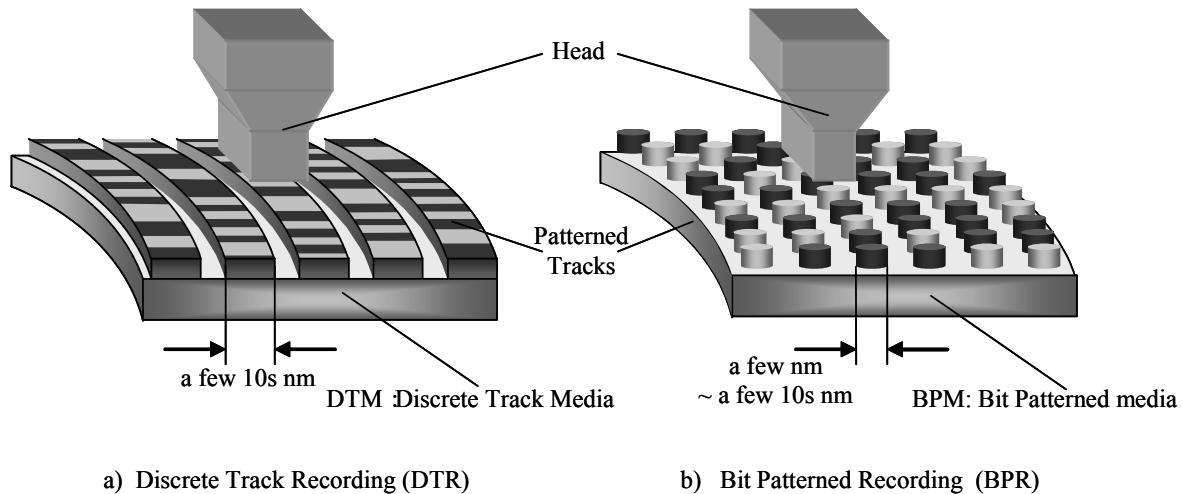 Head
Patterned
Tracks
a few 10s nm
DTM :Discrete Track Media
a few nm
~ a few 10s nm
BPM: Bit Patterned media
a) Discrete Track Recording (DTR)
b) Bit Patterned Recording (BPR)